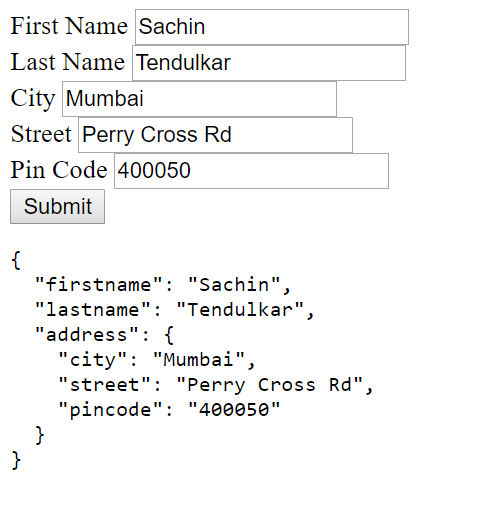 First Name Sachin
Last Name Tendulkar
City Mumbai
Street Perry Cross Rd
Pin Code 400050
Submit
{
  "firstname": "Sachin",
  "lastname": "Tendulkar",
  "address": {
    "city": "Mumbai",
    "street": "Perry Cross Rd",
    "pincode": "400050"
  }
}